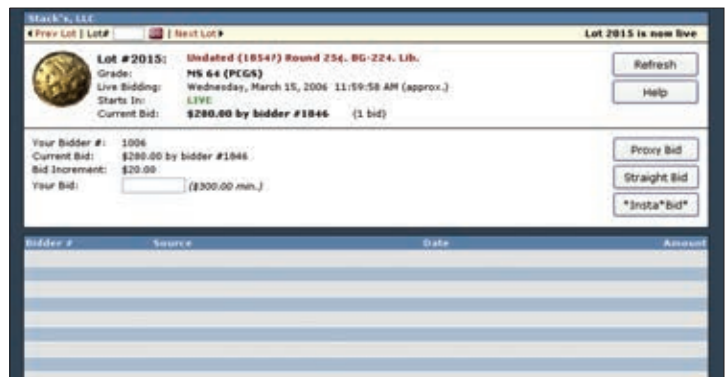 Stack's, LLC
Prev Lot | Lot# | Next Lot
Lot 2015 is now live
Lot #2015: Undated (1854?) Round 25¢. BG-224. Lib.
Grade: MS 64 (PCGS)
Live Bidding: Wednesday, March 15, 2006 11:59:58 AM (approx.)
Starts In: LIVE
Current Bid: $280.00 by bidder #1846 (1 bid)
Refresh
Help
Your Bidder #: 1006
Current Bid: $280.00 by bidder #1846
Bid Increment: $20.00
Your Bid: ($300.00 min.)
Proxy Bid
Straight Bid
*Insta*Bid*
Bidder # Source Date Amount